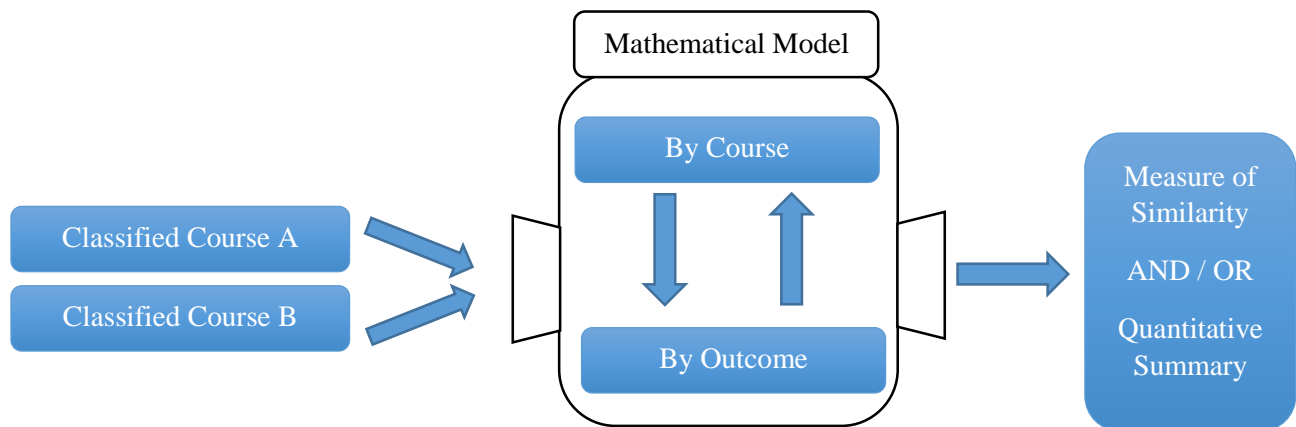 Mathematical Model
By Course
Classified Course A
Classified Course B
By Outcome
Measure of
Similarity
AND / OR
Quantitative
Summary